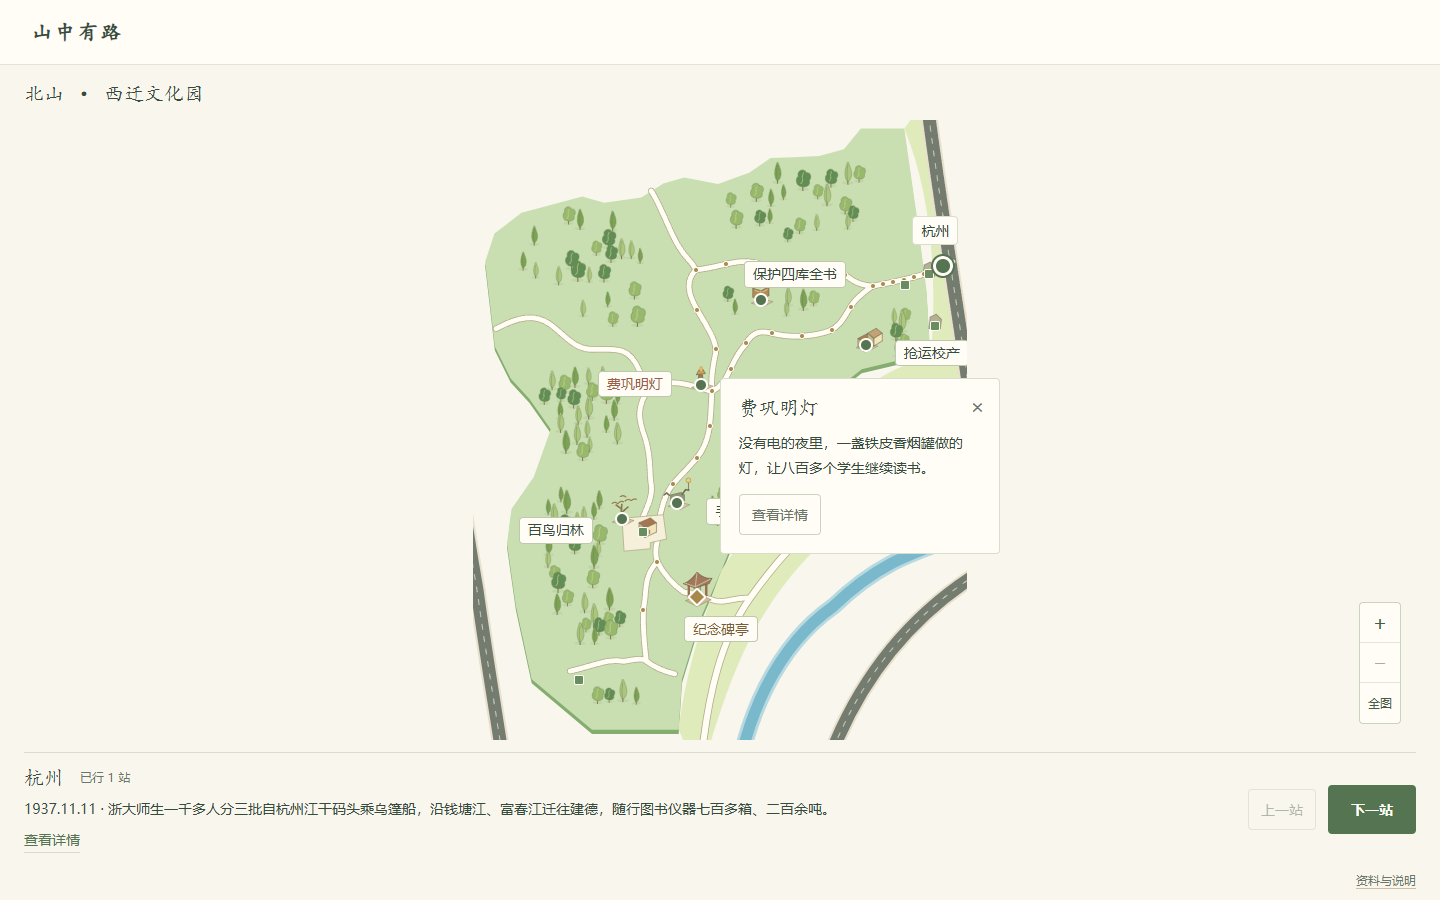 山中有路
北山 • 西迁文化园
杭州
保护四库全书
抢运校产
费巩明灯
费巩明灯
×
没有电的夜里，一盏铁皮香烟罐做的
灯，让八百多个学生继续读书。
查看详情
百鸟归林
纪念碑亭
+
−
全图
杭州 已行 1 站
1937.11.11 · 浙大师生一千多人分三批自杭州江干码头乘乌篷船，沿钱塘江、富春江迁往建德，随行图书仪器七百多箱、二百余吨。
查看详情
上一站
下一站
资料与说明